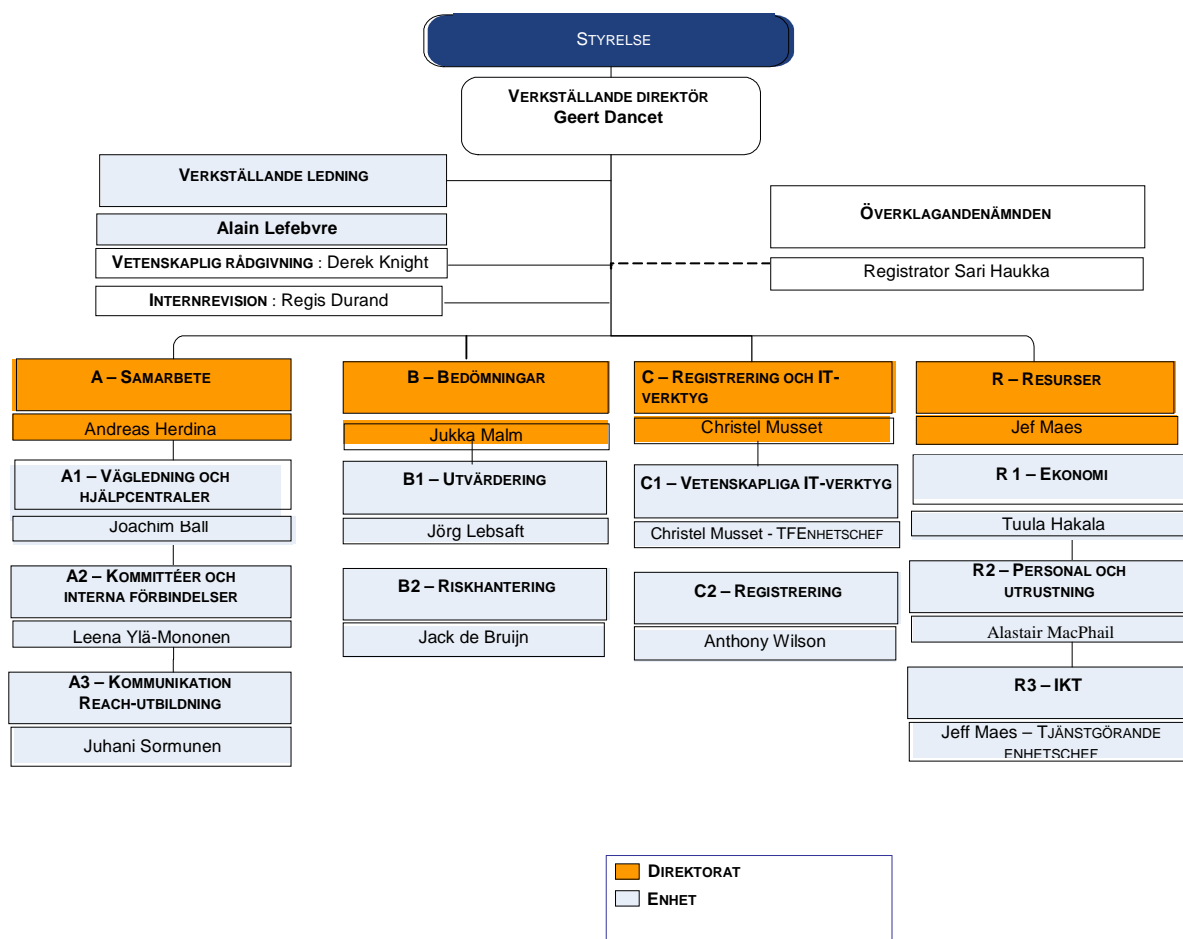 STYRELSE
VERKSTÄLLANDE DIREKTÖR
Geert Dancet
VERKSTÄLLANDE LEDNING
Alain Lefebvre
VETENSKAPLIG RÅDGIVNING : Derek Knight
INTERNREVISION : Regis Durand
ÖVERKLAGANDENÄMNDEN
Registrator Sari Haukka
A – SAMARBETE
Andreas Herdina
A1 – VÄGLEDNING OCH
HJÄLPCENTRALER
Joachim Ball
A2 – KOMMITTÉER OCH
INTERNA FÖRBINDELSER
Leena Ylä-Mononen
A3 – KOMMUNIKATION
REACH-UTBILDNING
Juhani Sormunen
B – BEDÖMNINGAR
Jukka Malm
B1 – UTVÄRDERING
Jörg Lebsaft
B2 – RISKHANTERING
Jack de Bruijn
C – REGISTRERING OCH IT-
VERKTYG
Christel Musset
C1 – VETENSKAPLIGA IT-VERKTYG
Christel Musset - TFENHETSCHEF
C2 – REGISTRERING
Anthony Wilson
R – RESURSER
Jef Maes
R 1 – EKONOMI
Tuula Hakala
R2 – PERSONAL OCH
UTRUSTNING
Alastair MacPhail
R3 – IKT
Jeff Maes – TJÄNSTGÖRANDE
ENHETSCHEF
DIREKTORAT
ENHET